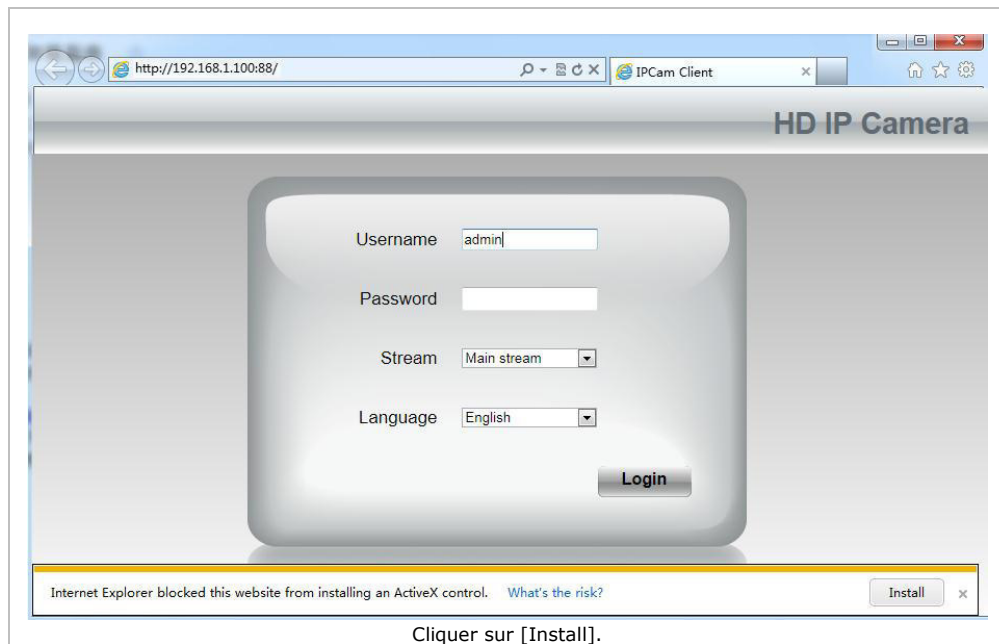 http://192.168.1.100:88/
IPCam Client
HD IP Camera
Username admin
Password
Stream Main stream
Language English
Login
Internet Explorer blocked this website from installing an ActiveX control. What's the risk? Install
Cliquer sur [Install].